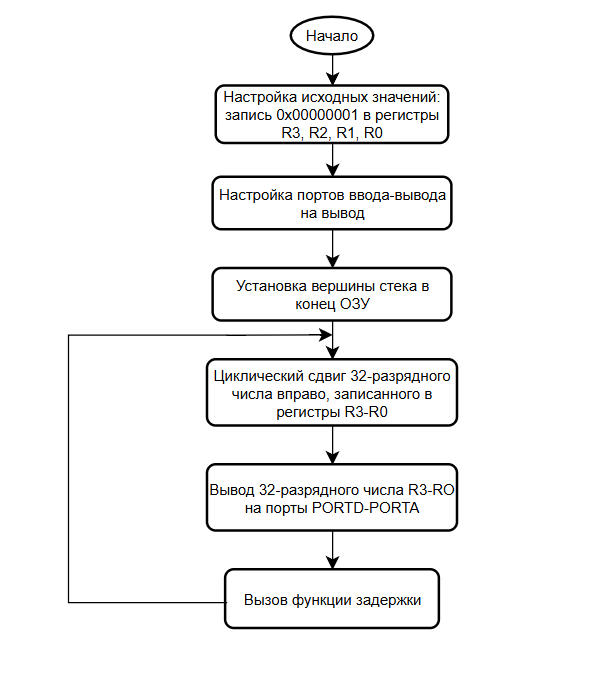 Начало
Настройка исходных значений:
запись 0x00000001 в регистры
R3, R2, R1, R0
Настройка портов ввода-вывода
на вывод
Установка вершины стека в
конец ОЗУ
Циклический сдвиг 32-разрядного
числа вправо, записанного в
регистры R3-R0
Вывод 32-разрядного числа R3-RO
на порты PORTD-PORTA
Вызов функции задержки